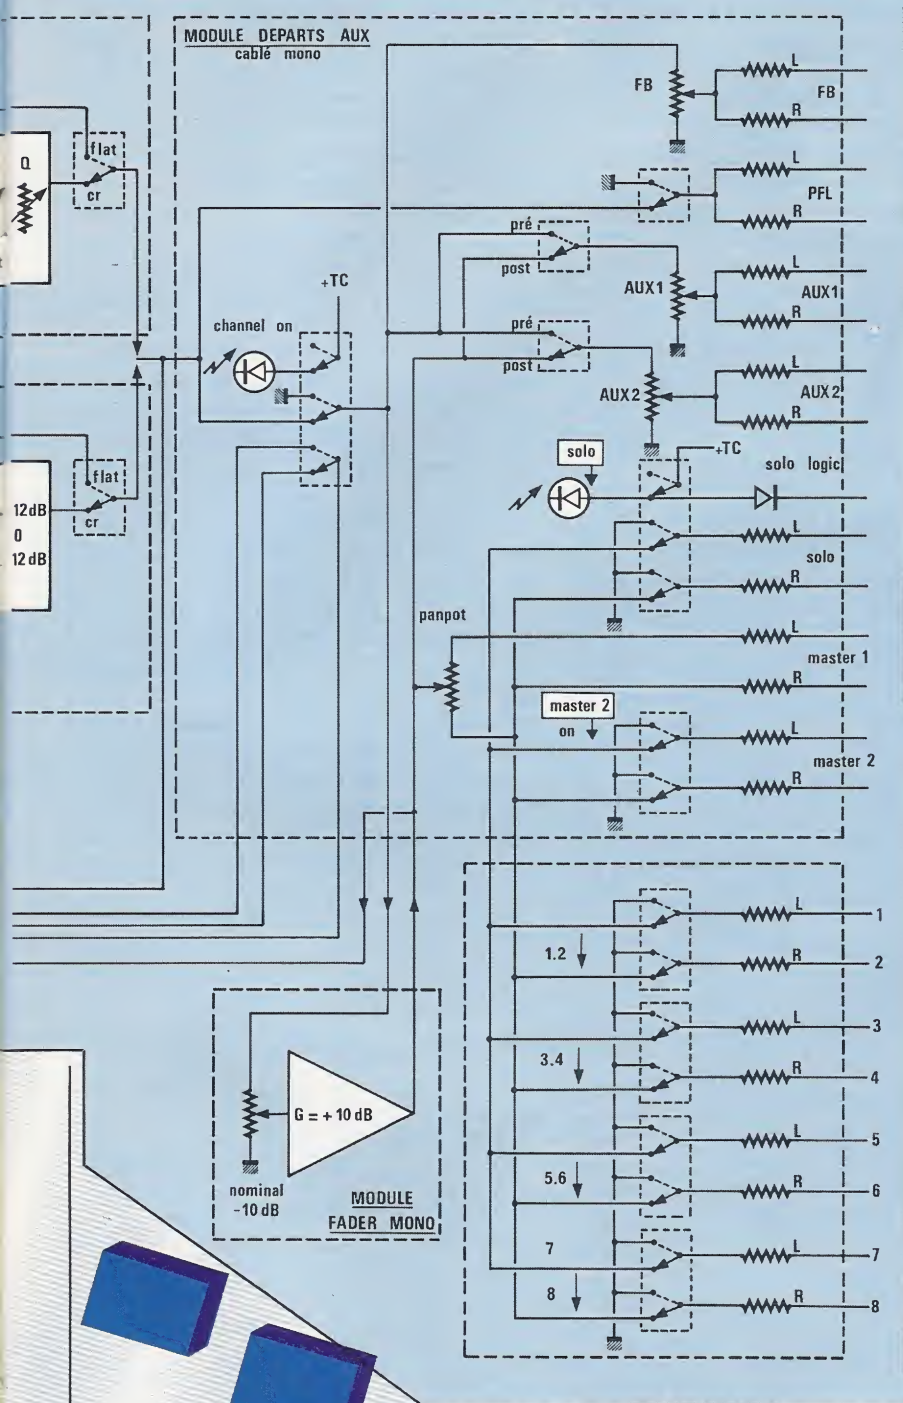 MODULE DEPARTS AUX
cablé mono
FB
L
FB
R
flat
Q
cr
L
PFL
R
pré
post
+TC
L
AUX1
AUX1
R
channel on
pré
post
L
AUX2
AUX2
R
solo
+TC
solo logic
flat
cr
12dB
0
12dB
L
solo
R
panpot
L
master 1
R
master 2
on
L
master 2
R
L
1
1.2
R
2
L
3
3.4
R
4
G = + 10 dB
L
5
5.6
R
6
nominal
-10 dB
MODULE
FADER MONO
7
L
7
8
R
8